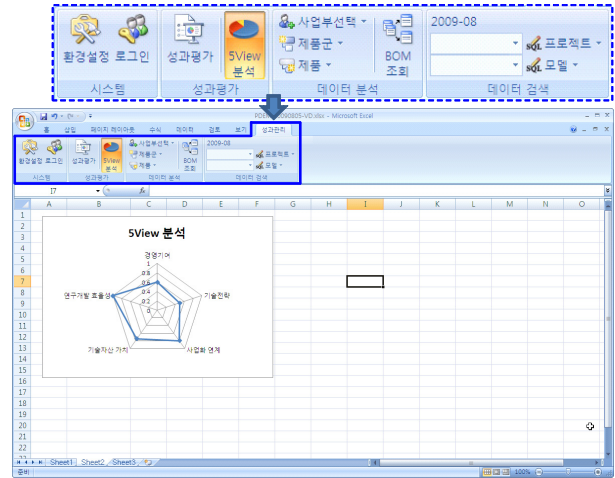 2009-08
사업부선택
환경설정 로그인 성과평가 5View 분석 제품군 BOM 조회 SQL 프로젝트
제품 SQL 모델
시스템 성과평가 데이터 분석 데이터 검색
090805-VD.xlsx - Microsoft Excel
홈 삽입 페이지 레이아웃 수식 데이터 검토 보기 성과관리
사업부선택 2009-08
환경설정 로그인 성과평가 5View 분석 제품군 BOM 조회 프로젝트
제품 모델
시스템 성과평가 데이터 분석 데이터 검색
I7 fx
A B C D E F G H I J K L M N O
1
2
3
4
5
6
7
8
9
10
11
12
13
14
15
16
17
18
19
20
21
22
5View 분석
경영기여
1
0.8
0.6
0.4
0.2
0
연구개발 효율성
기술전략
기술자산 가치
사업화 연계
Sheet1 Sheet2 Sheet3
준비 100%